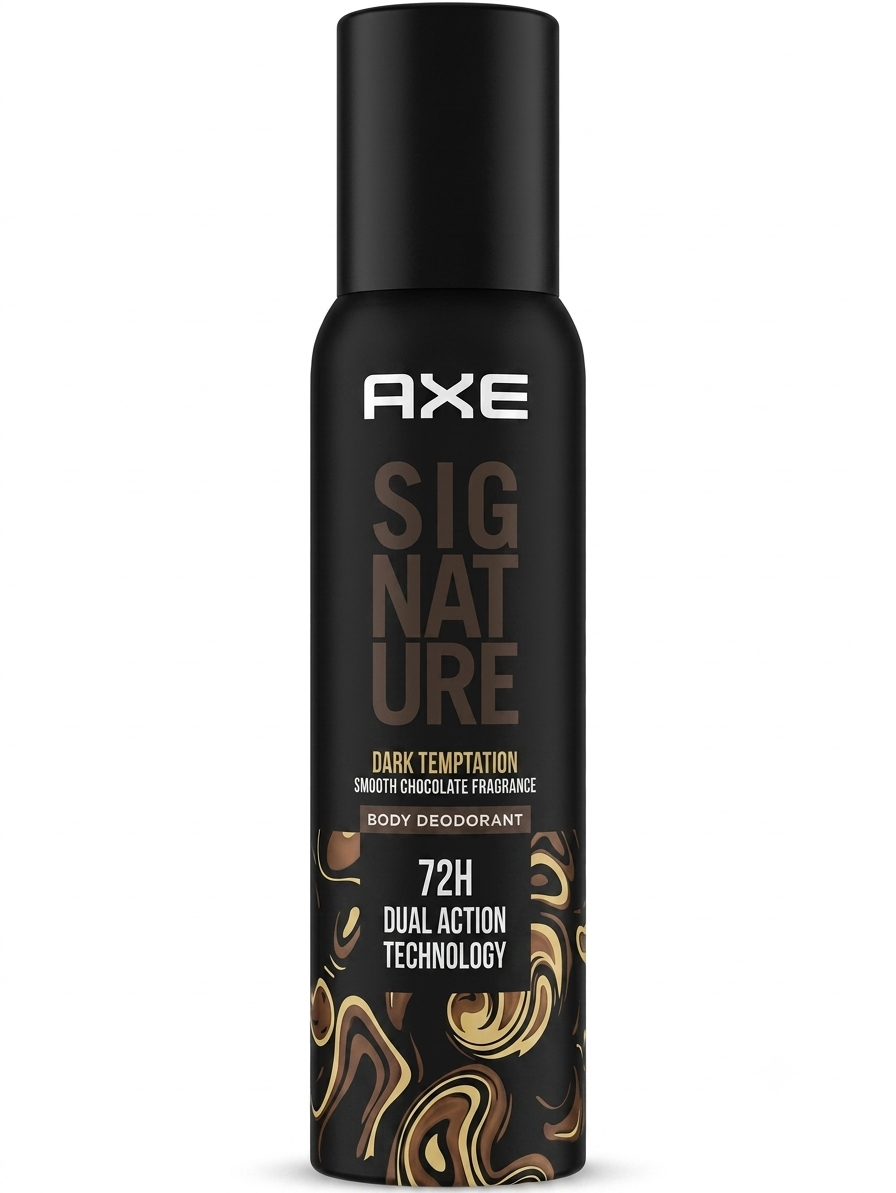 AXE
SIG
NAT
URE
DARK TEMPTATION
SMOOTH CHOCOLATE FRAGRANCE
BODY DEODORANT
72H
DUAL ACTION
TECHNOLOGY